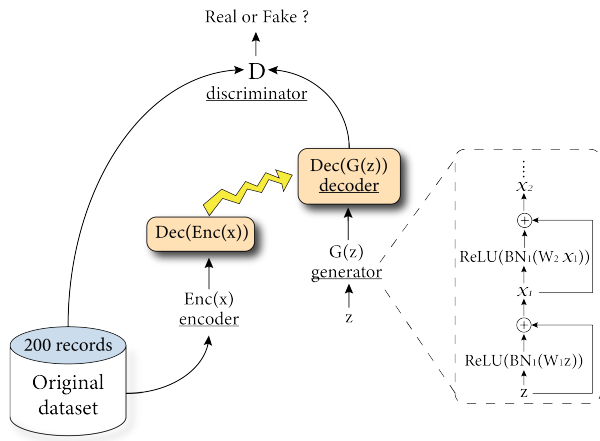 Real or Fake ?
D
discriminator
Dec(G(z))
decoder
Dec(Enc(x))
G(z)
generator
z
Enc(x)
encoder
200 records
Original
dataset
......
x₂
+
ReLU(BN₁(W₂ x₁))
x₁
+
ReLU(BN₁(W₁z))
z